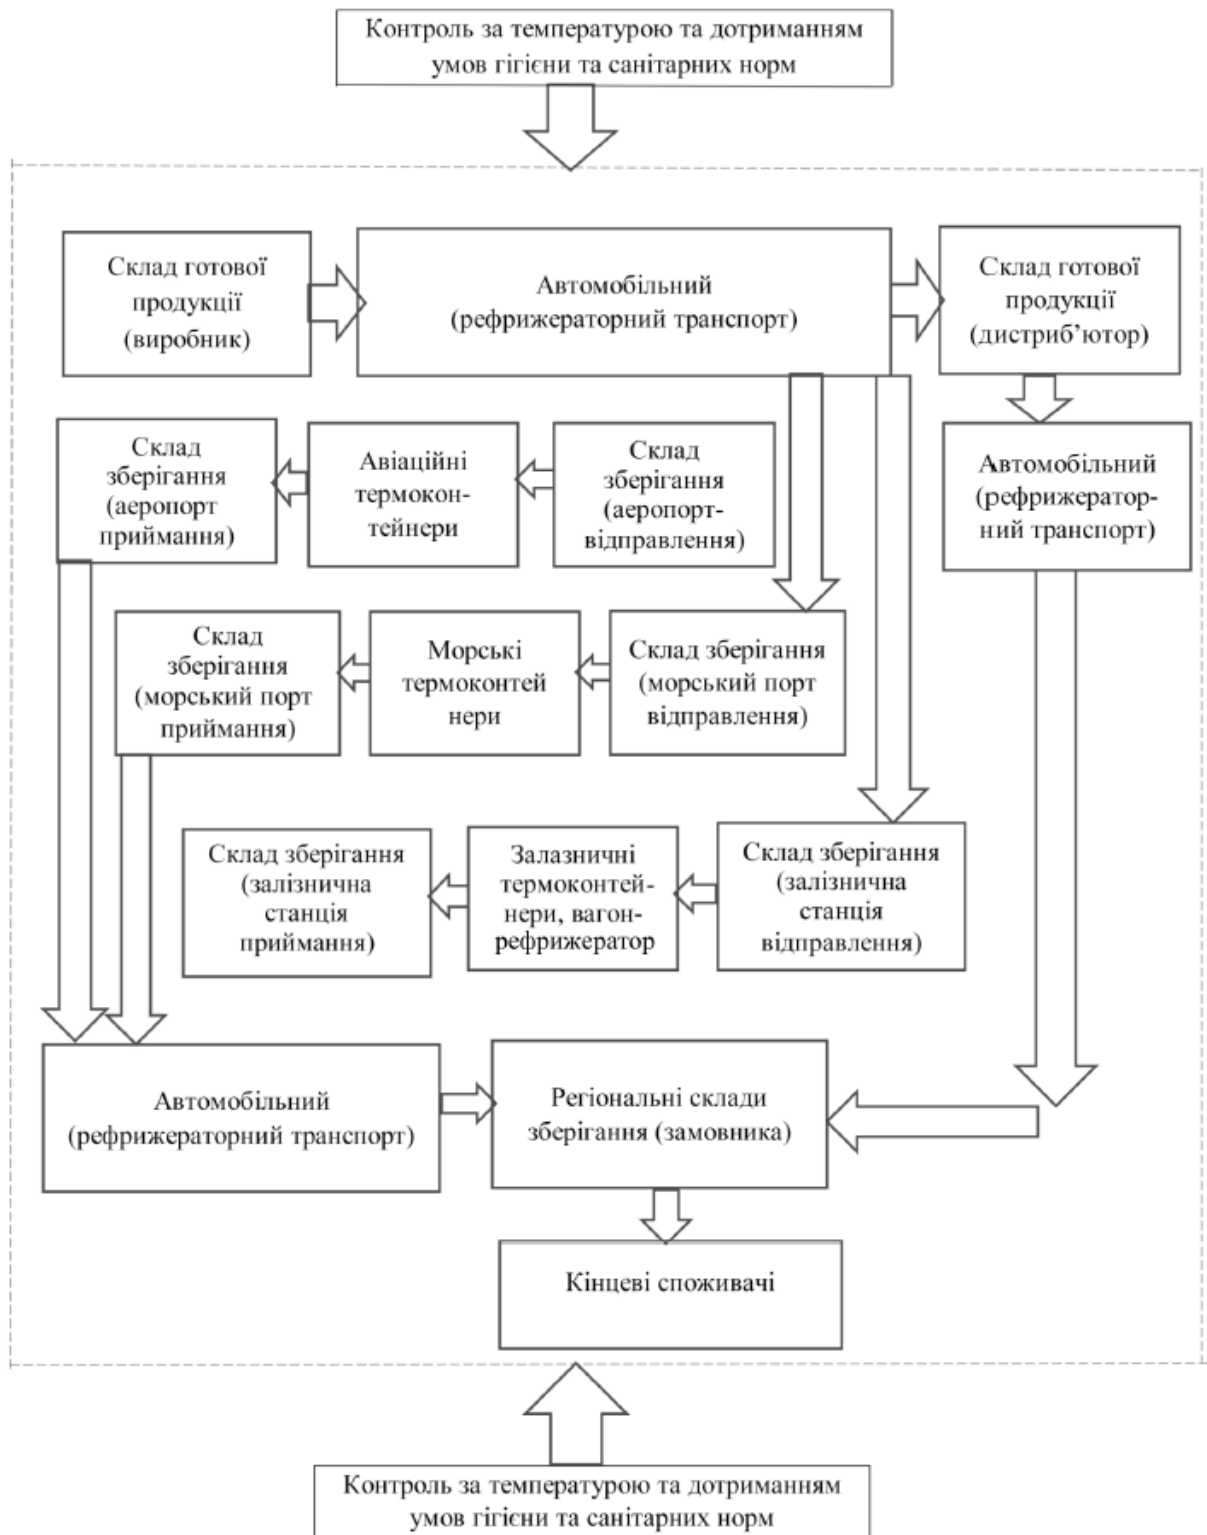 Контроль за температурою та дотриманням
умов гігієни та санітарних норм
Склад готової
продукції
(виробник)
Автомобільний
(рефрижераторний транспорт)
Склад готової
продукції
(дистриб’ютор)
Склад
зберігання
(аеропорт
приймання)
Авіаційні
термокон-
тейнери
Склад
зберігання
(аеропорт-
відправлення)
Автомобільний
(рефрижератор-
ний транспорт)
Склад
зберігання
(морський порт
приймання)
Морські
термоконтей
нери
Склад зберігання
(морський порт
відправлення)
Склад зберігання
(залізнична
станція
приймання)
Залазничні
термоконтей-
нери, вагон-
рефрижератор
Склад зберігання
(залізнична
станція
відправлення)
Автомобільний
(рефрижераторний транспорт)
Регіональні склади
зберігання (замовника)
Кінцеві споживачі
Контроль за температурою та дотриманням
умов гігієни та санітарних норм